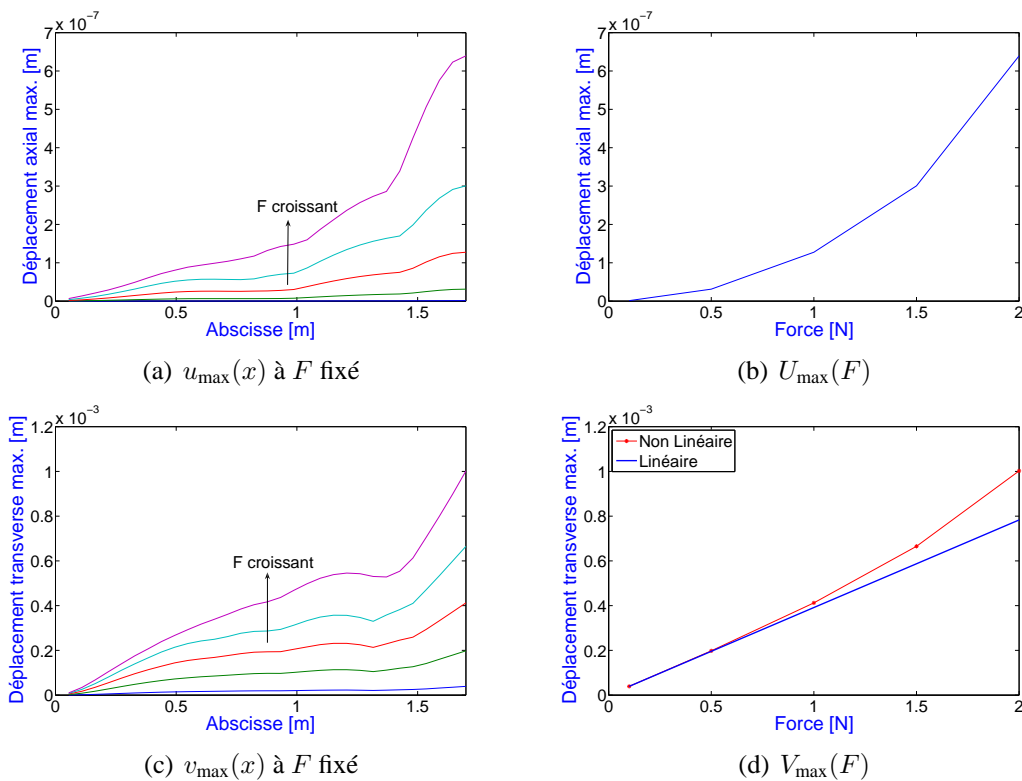 x 10⁻⁷
7
6
5
4
3
2
1
0
0
0.5
1
1.5
Déplacement axial max. [m]
Abscisse [m]
F croissant
(a) u_max(x) à F fixé
x 10⁻⁷
7
6
5
4
3
2
1
0
0
0.5
1
1.5
2
Déplacement axial max. [m]
Force [N]
(b) U_max(F)
x 10⁻³
1.2
1
0.8
0.6
0.4
0.2
0
0
0.5
1
1.5
Déplacement transverse max. [m]
Abscisse [m]
F croissant
(c) v_max(x) à F fixé
x 10⁻³
1.2
1
0.8
0.6
0.4
0.2
0
0
0.5
1
1.5
2
Déplacement transverse max. [m]
Force [N]
Non Linéaire
Linéaire
(d) V_max(F)